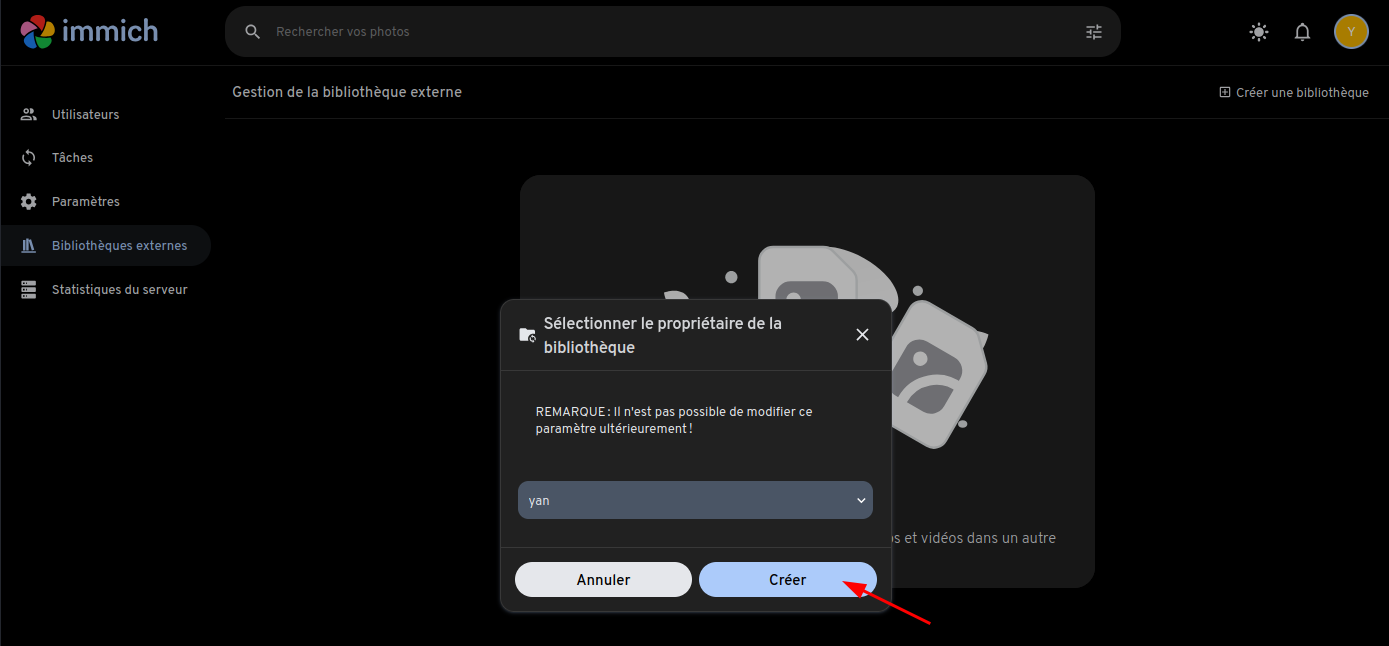 immich
Rechercher vos photos
Y
Gestion de la bibliothèque externe
Créer une bibliothèque
Utilisateurs
Tâches
Paramètres
Bibliothèques externes
Statistiques du serveur
Sélectionner le propriétaire de la
bibliothèque
REMARQUE : Il n'est pas possible de modifier ce
paramètre ultérieurement !
yan
et vidéos dans un autre
Annuler
Créer